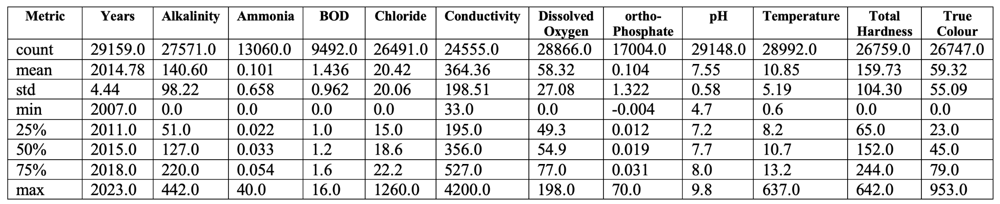 Metric Years Alkalinity Ammonia BOD Chloride Conductivity Dissolved Oxygen ortho-Phosphate pH Temperature Total Hardness True Colour
count 29159.0 27571.0 13060.0 9492.0 26491.0 24555.0 28866.0 17004.0 29148.0 28992.0 26759.0 26747.0
mean 2014.78 140.60 0.101 1.436 20.42 364.36 58.32 0.104 7.55 10.85 159.73 59.32
std 4.44 98.22 0.658 0.962 20.06 198.51 27.08 1.322 0.58 5.19 104.30 55.09
min 2007.0 0.0 0.0 0.0 0.0 33.0 0.0 -0.004 4.7 0.6 0.0 0.0
25% 2011.0 51.0 0.022 1.0 15.0 195.0 49.3 0.012 7.2 8.2 65.0 23.0
50% 2015.0 127.0 0.033 1.2 18.6 356.0 54.9 0.019 7.7 10.7 152.0 45.0
75% 2018.0 220.0 0.054 1.6 22.2 527.0 77.0 0.031 8.0 13.2 244.0 79.0
max 2023.0 442.0 40.0 16.0 1260.0 4200.0 198.0 70.0 9.8 637.0 642.0 953.0